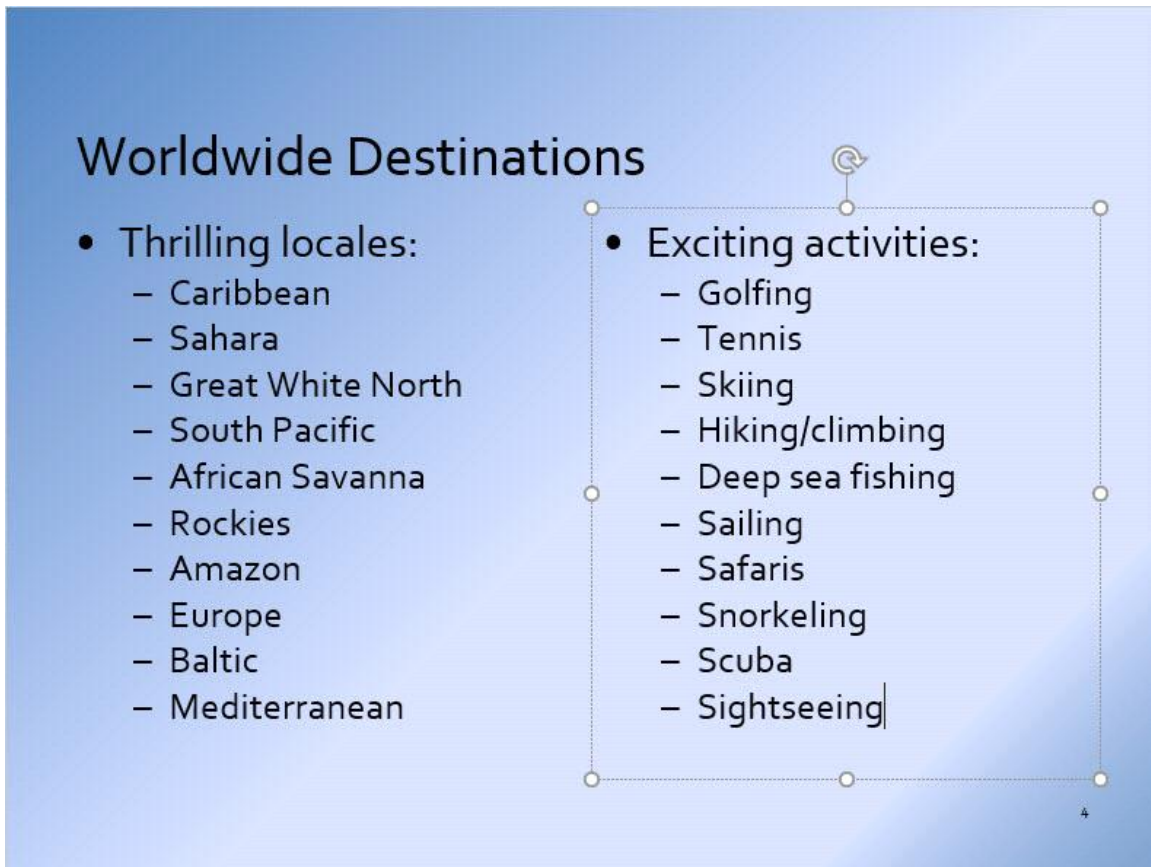 Worldwide Destinations
• Thrilling locales:
– Caribbean
– Sahara
– Great White North
– South Pacific
– African Savanna
– Rockies
– Amazon
– Europe
– Baltic
– Mediterranean
• Exciting activities:
– Golfing
– Tennis
– Skiing
– Hiking/climbing
– Deep sea fishing
– Sailing
– Safaris
– Snorkeling
– Scuba
– Sightseeing
4